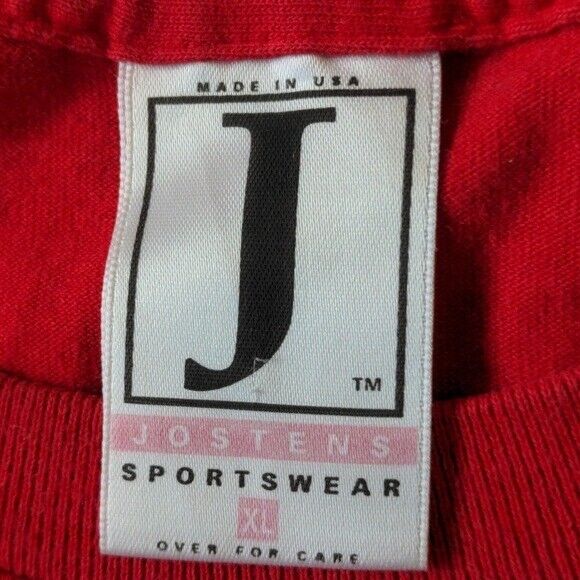 MADE IN USA
J
TM
JOSTENS
SPORTSWEAR
XL
OVER FOR CARE